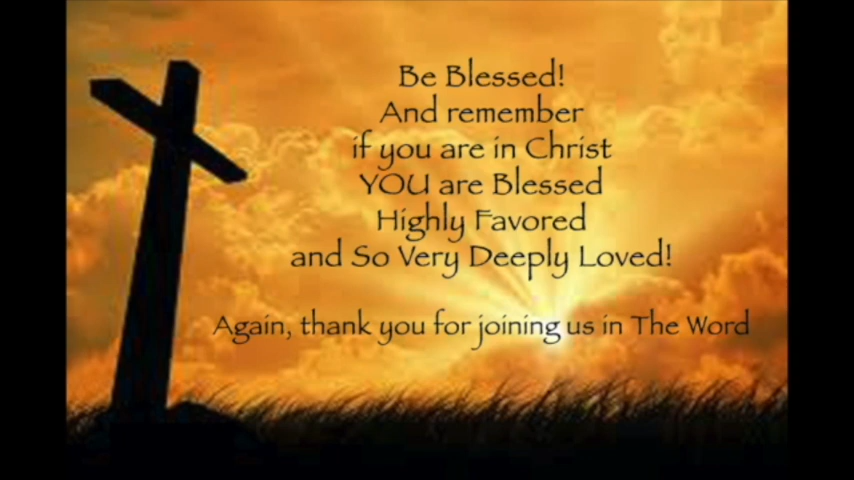 Be Blessed!
And remember
if you are in Christ
YOU are Blessed
Highly Favored
and So Very Deeply Loved!
Again, thank you for joining us in The Word